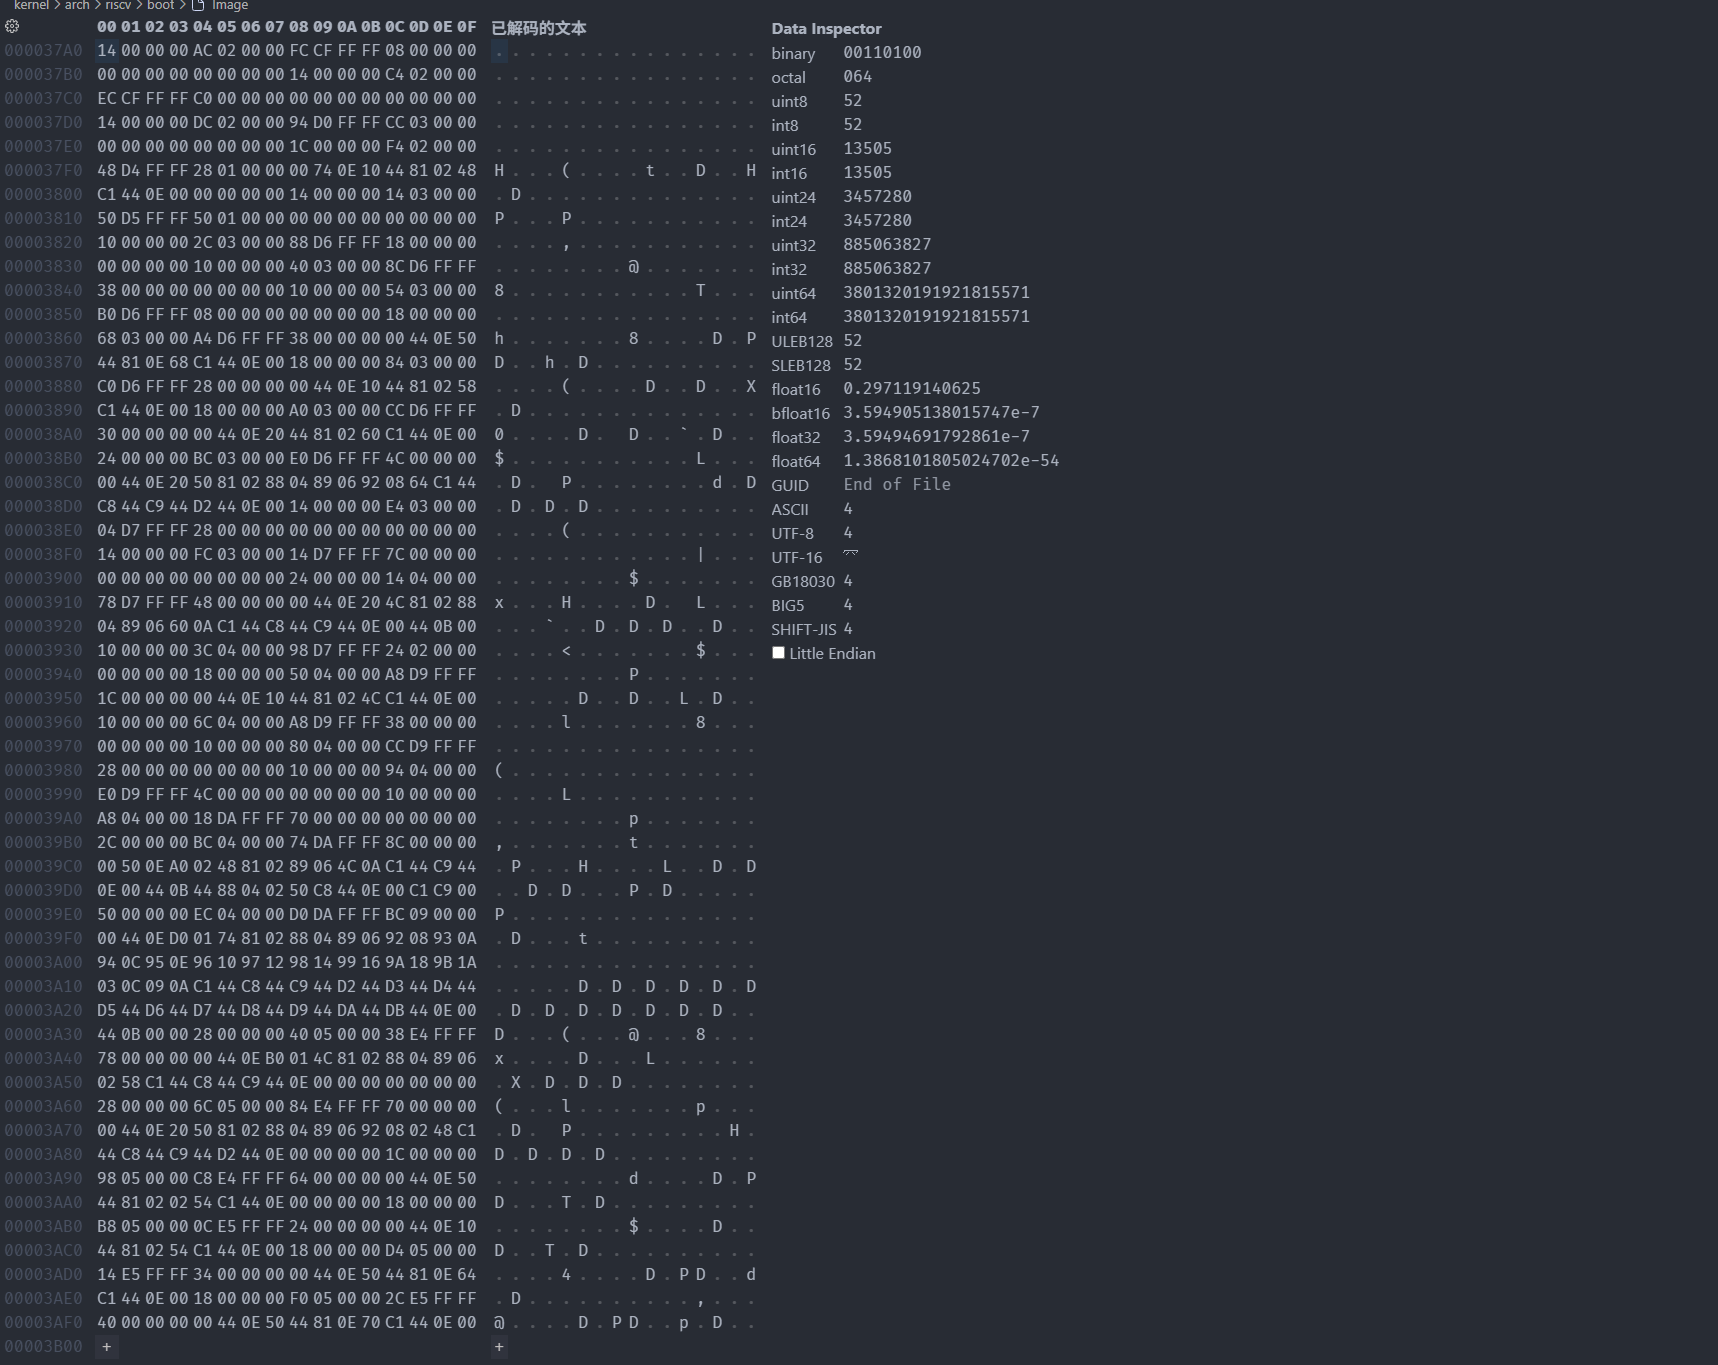 kernel > arch > riscv > boot > Image
00 01 02 03 04 05 06 07 08 09 0A 0B 0C 0D 0E 0F 已解码的文本 Data Inspector
000037A0 14 00 00 00 AC 02 00 00 FC CF FF FF 08 00 00 00 . . . . . . . . . . . . . . . . binary 00110100
000037B0 00 00 00 00 00 00 00 00 14 00 00 00 C4 02 00 00 . . . . . . . . . . . . . . . . octal 064
000037C0 EC CF FF FF C0 00 00 00 00 00 00 00 00 00 00 00 . . . . . . . . . . . . . . . . uint8 52
000037D0 14 00 00 00 DC 02 00 00 94 D0 FF FF CC 03 00 00 . . . . . . . . . . . . . . . . int8 52
000037E0 00 00 00 00 00 00 00 00 1C 00 00 00 F4 02 00 00 . . . . . . . . . . . . . . . . uint16 13505
000037F0 48 D4 FF FF 28 01 00 00 00 74 0E 10 44 81 02 48 H . . . ( . . . . t . . D . . H int16 13505
00003800 C1 44 0E 00 00 00 00 00 14 00 00 00 14 03 00 00 . D . . . . . . . . . . . . . . uint24 3457280
00003810 50 D5 FF FF 50 01 00 00 00 00 00 00 00 00 00 00 P . . . P . . . . . . . . . . . int24 3457280
00003820 10 00 00 00 2C 03 00 00 88 D6 FF FF 18 00 00 00 . . . . , . . . . . . . . . . . uint32 885063827
00003830 00 00 00 00 10 00 00 00 40 03 00 00 8C D6 FF FF . . . . . . . . @ . . . . . . . int32 885063827
00003840 38 00 00 00 00 00 00 00 10 00 00 00 54 03 00 00 8 . . . . . . . . . . . T . . . uint64 3801320191921815571
00003850 B0 D6 FF FF 08 00 00 00 00 00 00 00 18 00 00 00 . . . . . . . . . . . . . . . . int64 3801320191921815571
00003860 68 03 00 00 A4 D6 FF FF 38 00 00 00 00 44 0E 50 h . . . . . . . 8 . . . . D . P ULEB128 52
00003870 44 81 0E 68 C1 44 0E 00 18 00 00 00 84 03 00 00 D . . h . D . . . . . . . . . . SLEB128 52
00003880 C0 D6 FF FF 28 00 00 00 00 44 0E 10 44 81 02 58 . . . . ( . . . . D . . D . . X float16 0.297119140625
00003890 C1 44 0E 00 18 00 00 00 A0 03 00 00 CC D6 FF FF . D . . . . . . . . . . . . . . bfloat16 3.594905138015747e-7
000038A0 30 00 00 00 00 44 0E 20 44 81 02 60 C1 44 0E 00 0 . . . . D . D . . ` . D . . float32 3.59494691792861e-7
000038B0 24 00 00 00 BC 03 00 00 E0 D6 FF FF 4C 00 00 00 $ . . . . . . . . . . . L . . . float64 1.3868101805024702e-54
000038C0 00 44 0E 20 50 81 02 88 04 89 06 92 08 64 C1 44 . D . P . . . . . . . . d . D GUID End of File
000038D0 C8 44 C9 44 D2 44 0E 00 14 00 00 00 E4 03 00 00 . D . D . D . . . . . . . . . . ASCII 4
000038E0 04 D7 FF FF 28 00 00 00 00 00 00 00 00 00 00 00 . . . . ( . . . . . . . . . . . UTF-8 4
000038F0 14 00 00 00 FC 03 00 00 14 D7 FF FF 7C 00 00 00 . . . . . . . . . . . . | . . . UTF-16
00003900 00 00 00 00 00 00 00 00 24 00 00 00 14 04 00 00 . . . . . . . . $ . . . . . . . GB18030 4
00003910 78 D7 FF FF 48 00 00 00 00 44 0E 20 4C 81 02 88 x . . . H . . . . D . L . . . BIG5 4
00003920 04 89 06 60 0A C1 44 C8 44 C9 44 0E 00 44 0B 00 . . . ` . . D . D . D . . D . . SHIFT-JIS 4
00003930 10 00 00 00 3C 04 00 00 98 D7 FF FF 24 02 00 00 . . . . < . . . . . . . $ . . . Little Endian
00003940 00 00 00 00 18 00 00 00 50 04 00 00 A8 D9 FF FF . . . . . . . . P . . . . . . .
00003950 1C 00 00 00 00 44 0E 10 44 81 02 4C C1 44 0E 00 . . . . . D . . D . . L . D . .
00003960 10 00 00 00 6C 04 00 00 A8 D9 FF FF 38 00 00 00 . . . . l . . . . . . . 8 . . .
00003970 00 00 00 00 10 00 00 00 80 04 00 00 CC D9 FF FF . . . . . . . . . . . . . . . .
00003980 28 00 00 00 00 00 00 00 10 00 00 00 94 04 00 00 ( . . . . . . . . . . . . . . .
00003990 E0 D9 FF FF 4C 00 00 00 00 00 00 00 10 00 00 00 . . . . L . . . . . . . . . . .
000039A0 A8 04 00 00 18 DA FF FF 70 00 00 00 00 00 00 00 . . . . . . . . p . . . . . . .
000039B0 2C 00 00 00 BC 04 00 00 74 DA FF FF 8C 00 00 00 , . . . . . . . t . . . . . . .
000039C0 00 50 0E A0 02 48 81 02 89 06 4C 0A C1 44 C9 44 . P . . . H . . . . L . . D . D
000039D0 0E 00 44 0B 44 88 04 02 50 C8 44 0E 00 C1 C9 00 . . D . D . . . P . D . . . . .
000039E0 50 00 00 00 EC 04 00 00 D0 DA FF FF BC 09 00 00 P . . . . . . . . . . . . . . .
000039F0 00 44 0E D0 01 74 81 02 88 04 89 06 92 08 93 0A . D . . . t . . . . . . . . . .
00003A00 94 0C 95 0E 96 10 97 12 98 14 99 16 9A 18 9B 1A . . . . . . . . . . . . . . . .
00003A10 03 0C 09 0A C1 44 C8 44 C9 44 D2 44 D3 44 D4 44 . . . . . D . D . D . D . D . D
00003A20 D5 44 D6 44 D7 44 D8 44 D9 44 DA 44 DB 44 0E 00 . D . D . D . D . D . D . D . .
00003A30 44 0B 00 00 28 00 00 00 40 05 00 00 38 E4 FF FF D . . . ( . . . @ . . . 8 . . .
00003A40 78 00 00 00 00 44 0E B0 01 4C 81 02 88 04 89 06 x . . . . D . . . L . . . . . .
00003A50 02 58 C1 44 C8 44 C9 44 0E 00 00 00 00 00 00 00 . X . D . D . D . . . . . . . .
00003A60 28 00 00 00 6C 05 00 00 84 E4 FF FF 70 00 00 00 ( . . . l . . . . . . . p . . .
00003A70 00 44 0E 20 50 81 02 88 04 89 06 92 08 02 48 C1 . D . P . . . . . . . . . H .
00003A80 44 C8 44 C9 44 D2 44 0E 00 00 00 00 1C 00 00 00 D . D . D . D . . . . . . . . .
00003A90 98 05 00 00 C8 E4 FF FF 64 00 00 00 00 44 0E 50 . . . . . . . . d . . . . D . P
00003AA0 44 81 02 02 54 C1 44 0E 00 00 00 00 18 00 00 00 D . . . T . D . . . . . . . . .
00003AB0 B8 05 00 00 0C E5 FF FF 24 00 00 00 00 44 0E 10 . . . . . . . . $ . . . . D . .
00003AC0 44 81 02 54 C1 44 0E 00 18 00 00 00 D4 05 00 00 D . . T . D . . . . . . . . . .
00003AD0 14 E5 FF FF 34 00 00 00 00 44 0E 50 44 81 0E 64 . . . . 4 . . . . D . P D . . d
00003AE0 C1 44 0E 00 18 00 00 00 F0 05 00 00 2C E5 FF FF . D . . . . . . . . . . , . . .
00003AF0 40 00 00 00 00 44 0E 50 44 81 0E 70 C1 44 0E 00 @ . . . . D . P D . . p . D . .
00003B00 + +